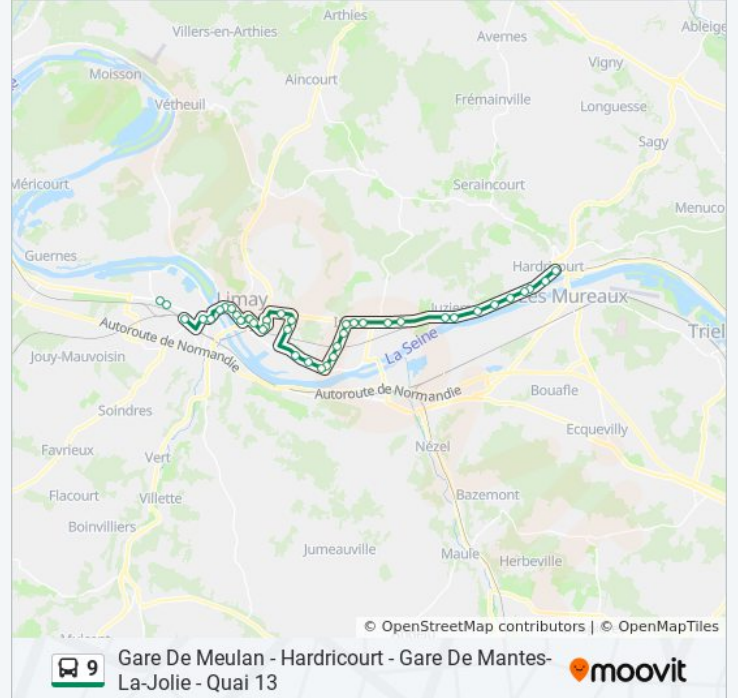 Arthies
Villers-en-Arthies
Avernes
Vigny
Moisson
Aincourt
Vétheuil
Frémainville
Longuesse
Sagy
Méricourt
Seraincourt
Menuco
Guernes
Hardricourt
Limay
Les Mureaux
Juzie
Triel
Autoroute de Normandie
La Seine
Jouy-Mauvoisin
Autoroute de Normandie
Bouafle
Soindres
Ecquevilly
Favrieux
Vert
Nézel
Flacourt
Villette
Bazemont
Boinvilliers
Jumeauville
Maule
Herbeville
© OpenStreetMap contributors | © OpenMapTiles
9
Gare De Meulan - Hardricourt - Gare De Mantes-
La-Jolie - Quai 13
moovit